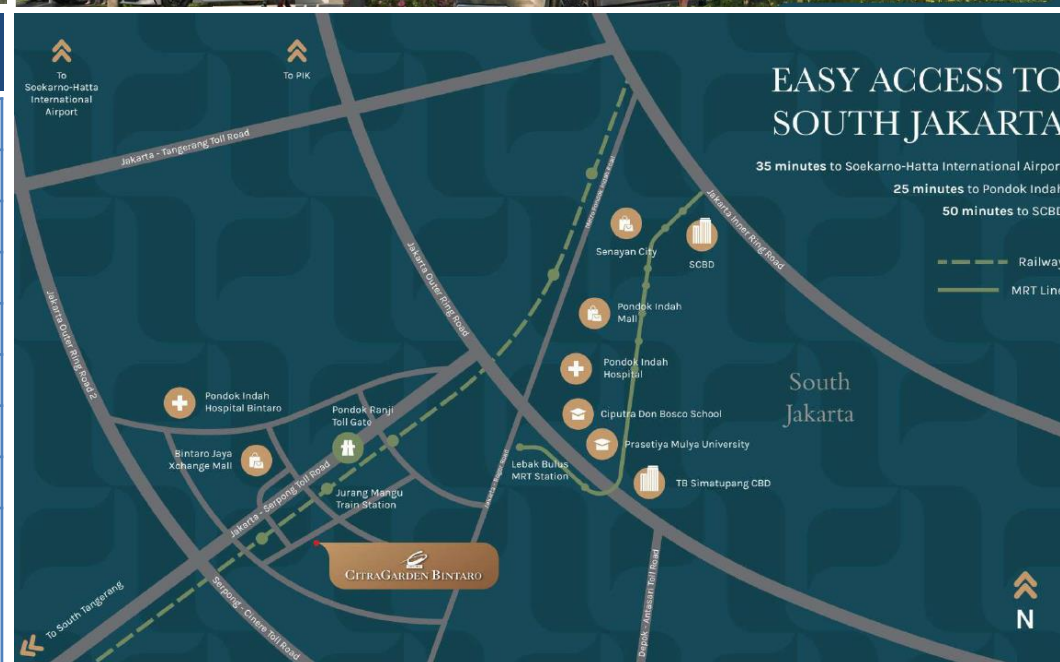 To
Soekarno-Hatta
International
Airport
To PIK
EASY ACCESS TO
SOUTH JAKARTA
35 minutes to Soekarno-Hatta International Airpor
25 minutes to Pondok Indah
50 minutes to SCBD
Railway
MRT Line
Jakarta - Tangerang Toll Road
Jakarta Outer Ring Road 2
Jakarta Outer Ring Road
Jakarta Inner Ring Road
Senayan City
SCBD
Pondok Indah
Mall
Pondok Indah
Hospital
South
Jakarta
Pondok Indah
Hospital Bintaro
Pondok Ranji
Toll Gate
Ciputra Don Bosco School
Prasetiya Mulya University
Bintaro Jaya
Xchange Mall
Lebak Bulus
MRT Station
TB Simatupang CBD
Jurang Mangu
Train Station
Jakarta - Serpong Toll Road
CITRAGARDEN BINTARO
To South Tangerang
Serpong - Cinere Toll Road
Depok - Antasari Toll Road
N